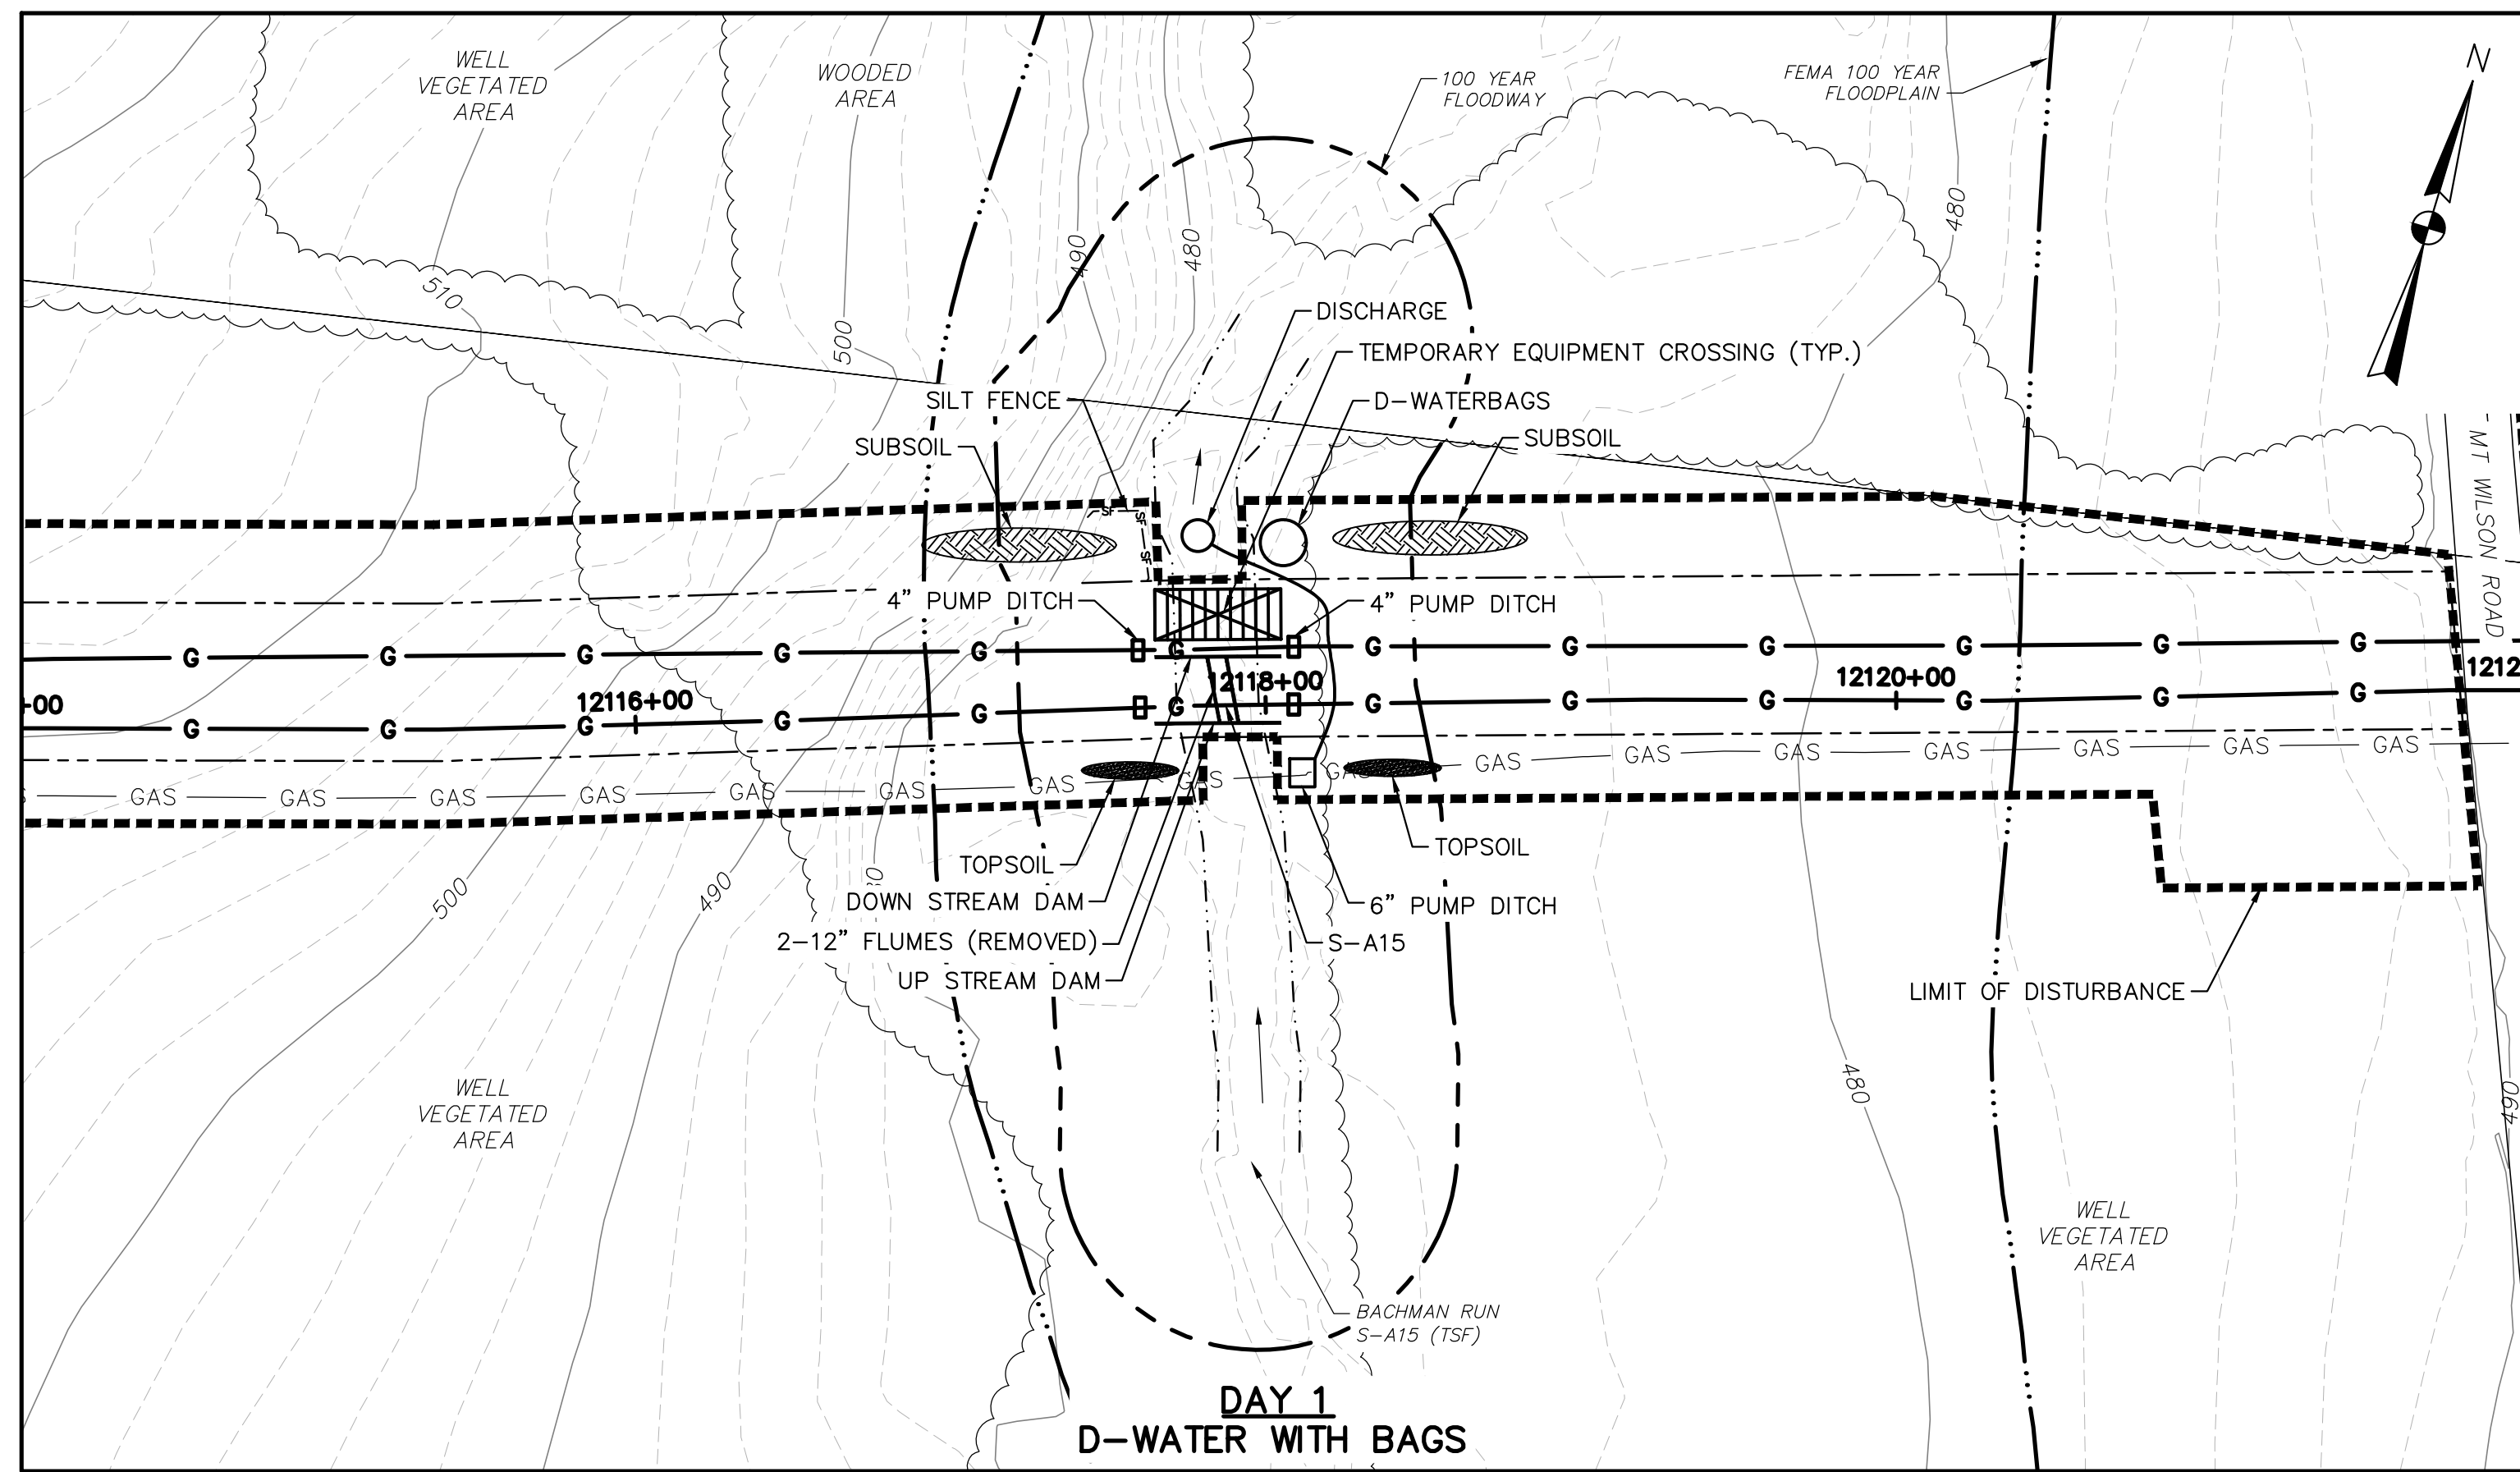 WELL
VEGETATED
AREA
WOODED
AREA
100 YEAR
FLOODWAY
FEMA 100 YEAR
FLOODPLAIN
N
480
490
480
510
500
DISCHARGE
TEMPORARY EQUIPMENT CROSSING (TYP.)
SILT FENCE
D-WATERBAGS
SUBSOIL
SUBSOIL
MT WILSON ROAD
SF
SF
SF
4" PUMP DITCH
4" PUMP DITCH
G G G G G G G G G G G G
12116+00
12118+00
12120+00
1212
+00
G G G G G G G G G G G G
GAS GAS GAS GAS GAS GAS GAS GAS GAS GAS GAS GAS GAS GAS GAS
TOPSOIL
TOPSOIL
DOWN STREAM DAM
6" PUMP DITCH
2-12" FLUMES (REMOVED)
S-A15
UP STREAM DAM
LIMIT OF DISTURBANCE
500
490
480
490
WELL
VEGETATED
AREA
WELL
VEGETATED
AREA
BACHMAN RUN
S-A15 (TSF)
DAY 1
D-WATER WITH BAGS